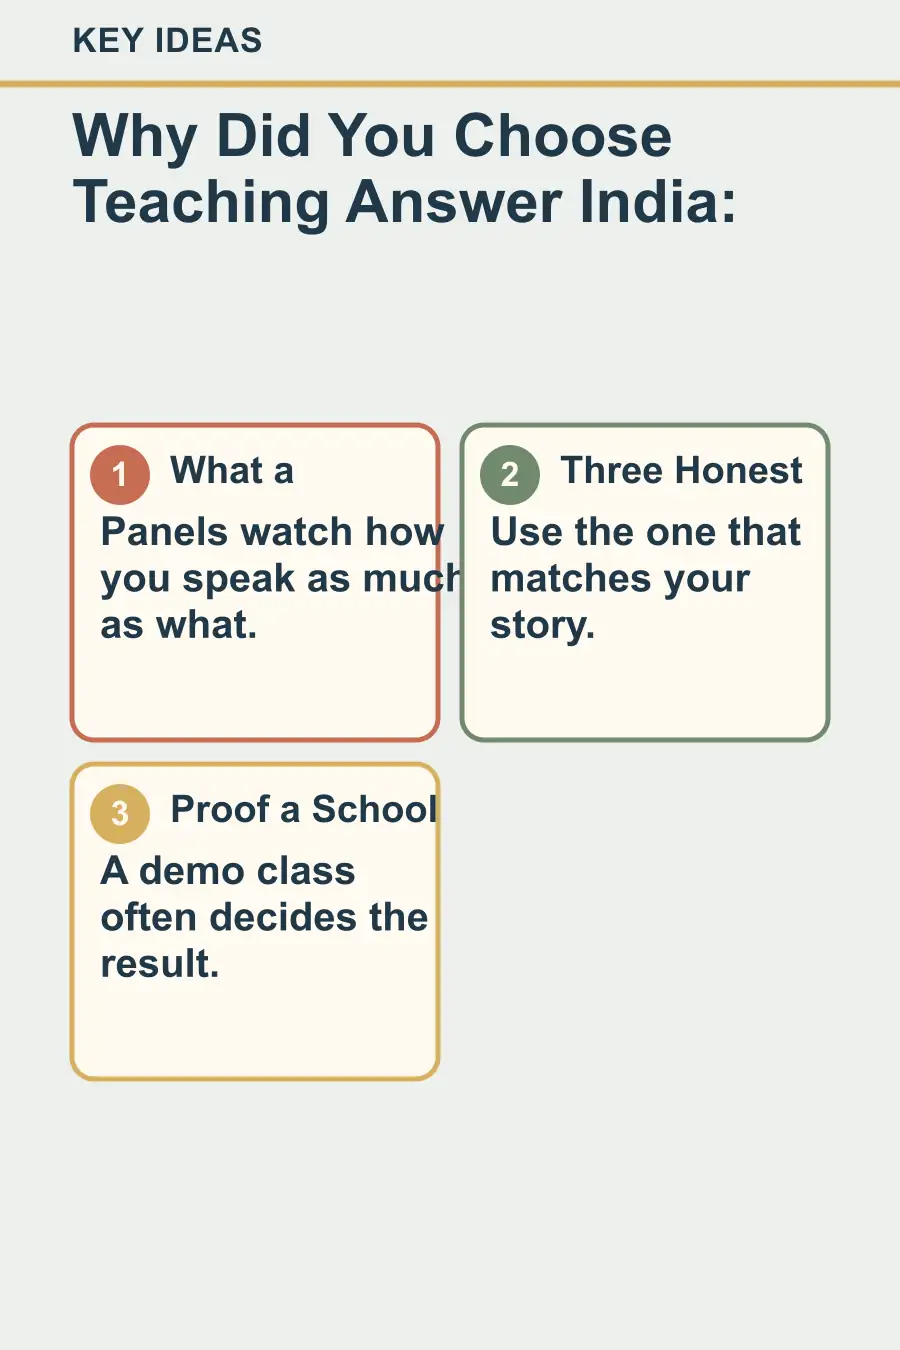 KEY IDEAS
Why Did You Choose
Teaching Answer India:
1 What a
Panels watch how
you speak as much
as what.
2 Three Honest
Use the one that
matches your
story.
3 Proof a School
A demo class
often decides the
result.